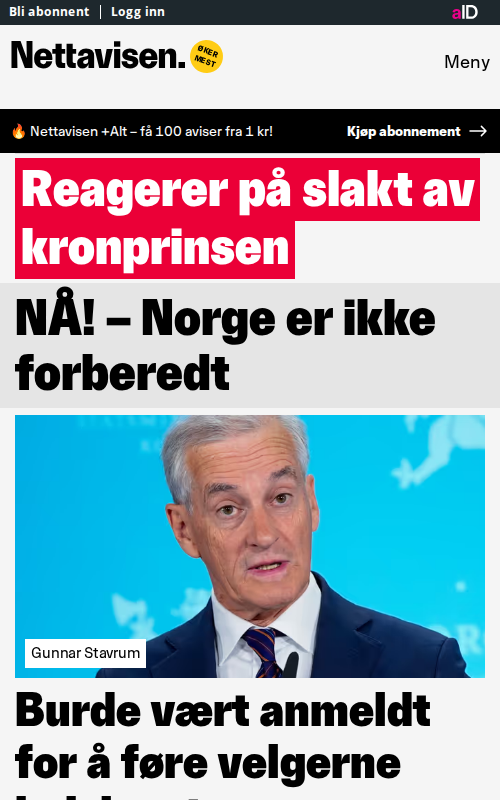 Bli abonnent Logg inn aID
Nettavisen. ØKER MEST
Meny
Nettavisen +Alt – få 100 aviser fra 1 kr! Kjøp abonnement
Reagerer på slakt av
kronprinsen
NÅ! – Norge er ikke
forberedt
Gunnar Stavrum
Burde vært anmeldt
for å føre velgerne